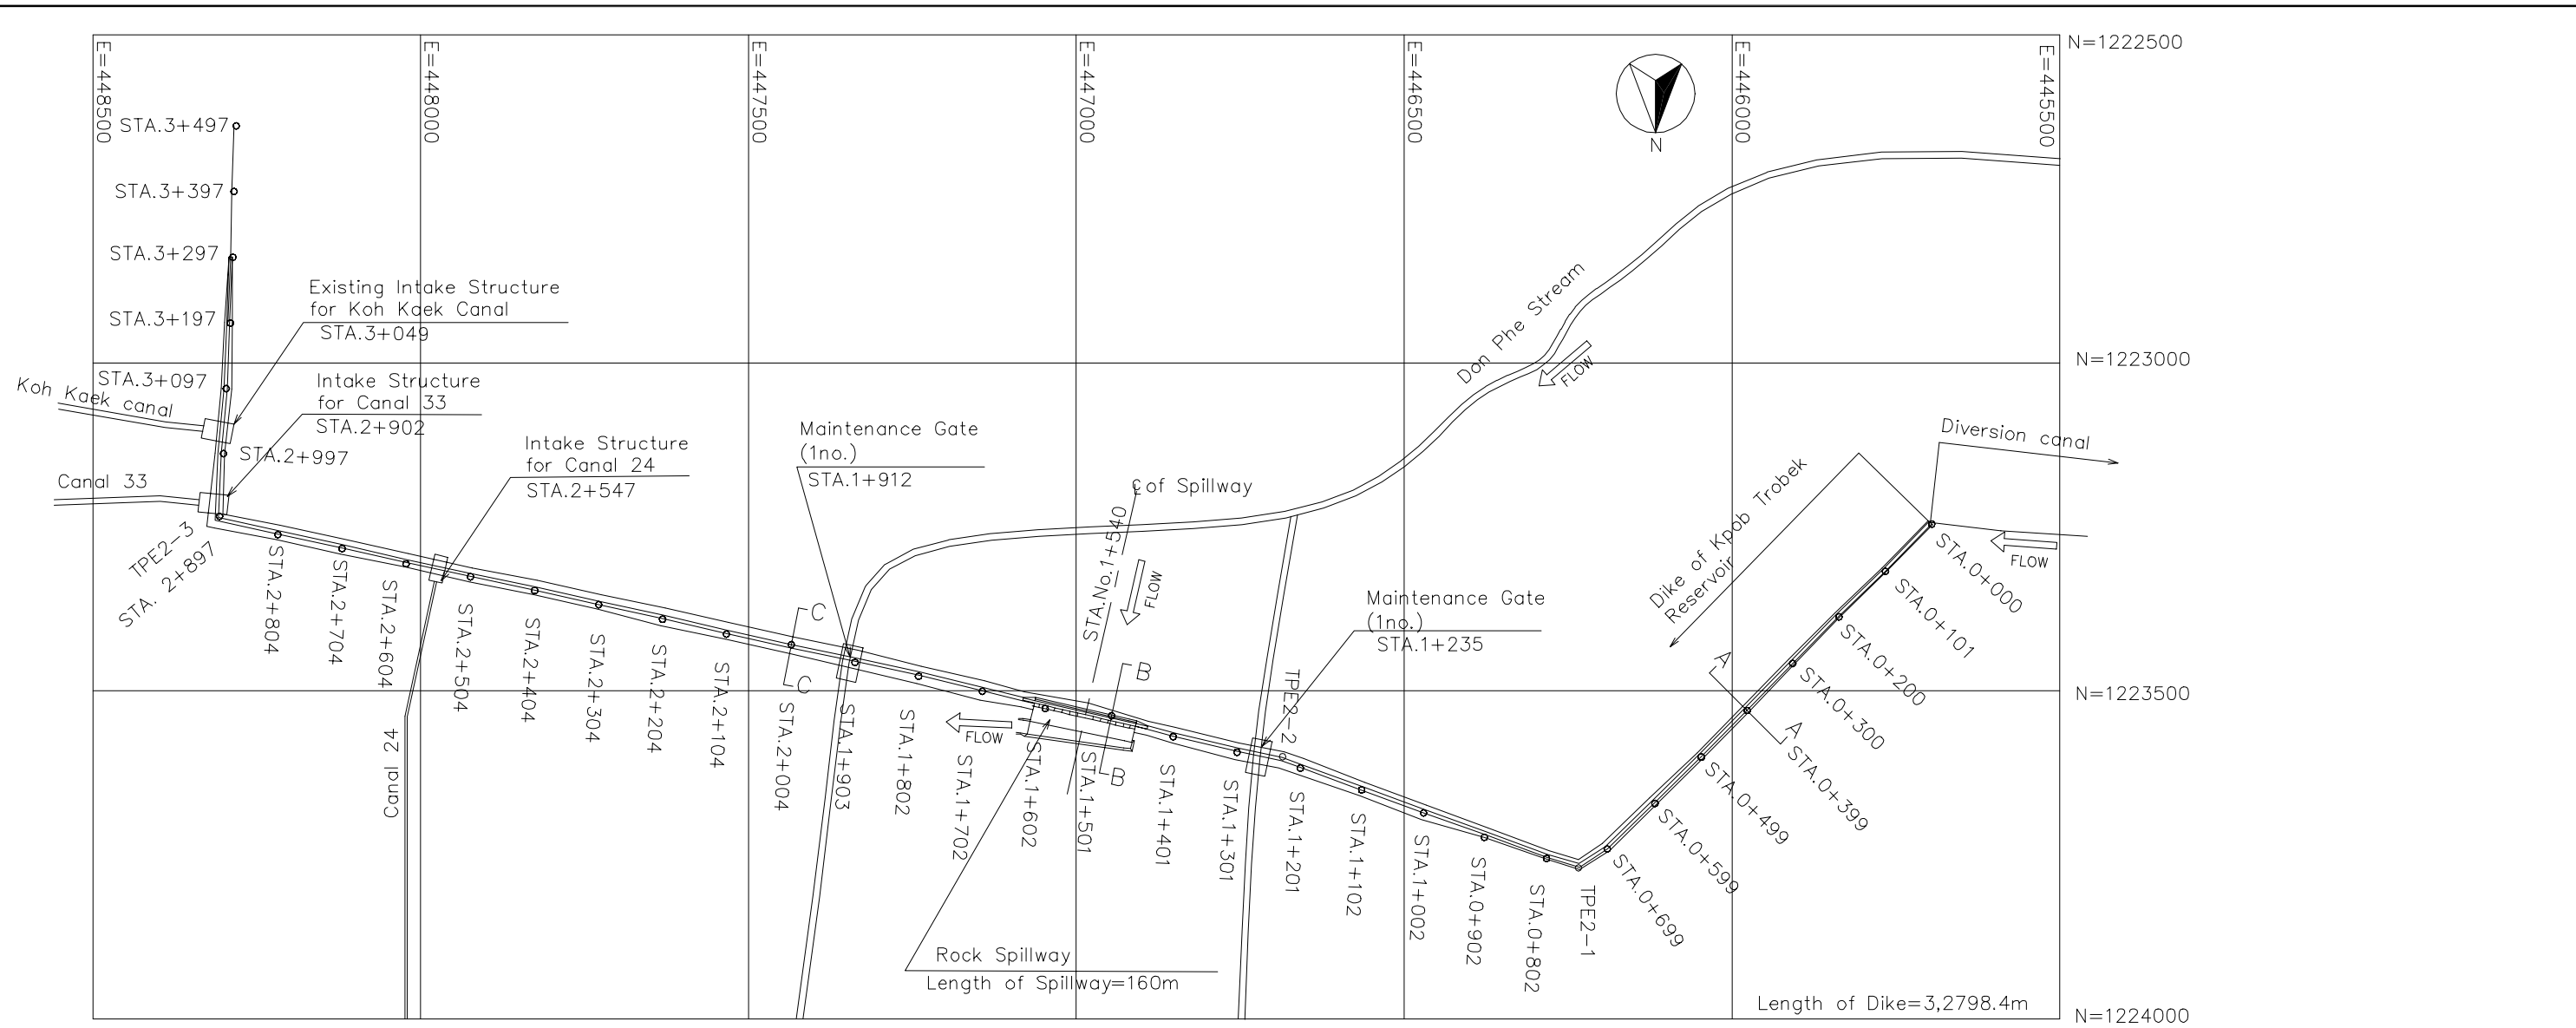 E=448500
E=448000
E=447500
E=447000
E=446500
E=446000
E=445500
N=1222500
N
STA.3+497
STA.3+397
STA.3+297
STA.3+197
STA.3+097
STA.2+997
Existing Intake Structure
for Koh Kaek Canal
STA.3+049
Koh Kaek canal
Intake Structure
for Canal 33
STA.2+902
Canal 33
Intake Structure
for Canal 24
STA.2+547
Maintenance Gate
(1no.)
STA.1+912
Don Phe Stream
FLOW
N=1223000
Diversion canal
FLOW
Dike of Kpob Trobek
Reservoir
℄of Spillway
STA.No.1+540
FLOW
Maintenance Gate
(1no.)
STA.1+235
TPE2-3
STA. 2+897
STA.2+804
STA.2+704
STA.2+604
STA.2+504
STA.2+404
STA.2+304
STA.2+204
STA.2+104
STA.2+004
STA.1+903
STA.1+802
STA.1+702
STA.1+602
STA.1+501
STA.1+401
STA.1+301
TPE2-2
STA.1+201
STA.1+102
STA.1+002
STA.0+902
STA.0+802
TPE2-1
STA.0+699
STA.0+599
STA.0+499
STA.0+399
STA.0+300
STA.0+200
STA.0+101
STA.0+000
C
C
B
B
A
A
FLOW
N=1223500
Canal 24
Rock Spillway
Length of Spillway=160m
Length of Dike=3,2798.4m
N=1224000